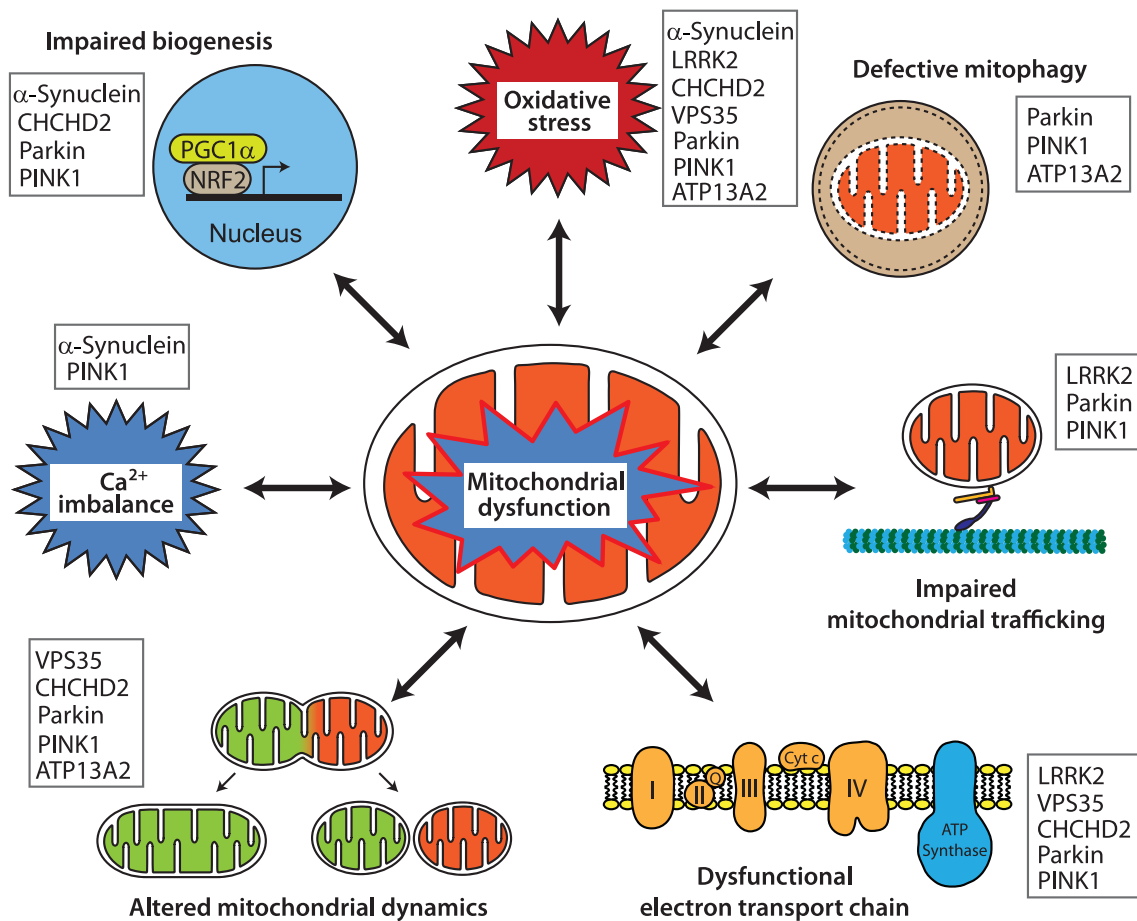 Impaired biogenesis
α-Synuclein
CHCHD2
Parkin
PINK1
PGC1α
NRF2
Nucleus
Oxidative
stress
α-Synuclein
LRRK2
CHCHD2
VPS35
Parkin
PINK1
ATP13A2
Defective mitophagy
Parkin
PINK1
ATP13A2
α-Synuclein
PINK1
Ca²⁺
imbalance
Mitochondrial
dysfunction
LRRK2
Parkin
PINK1
Impaired
mitochondrial trafficking
VPS35
CHCHD2
Parkin
PINK1
ATP13A2
Altered mitochondrial dynamics
I
II
Q
III
Cyt c
IV
ATP
Synthase
LRRK2
VPS35
CHCHD2
Parkin
PINK1
Dysfunctional
electron transport chain